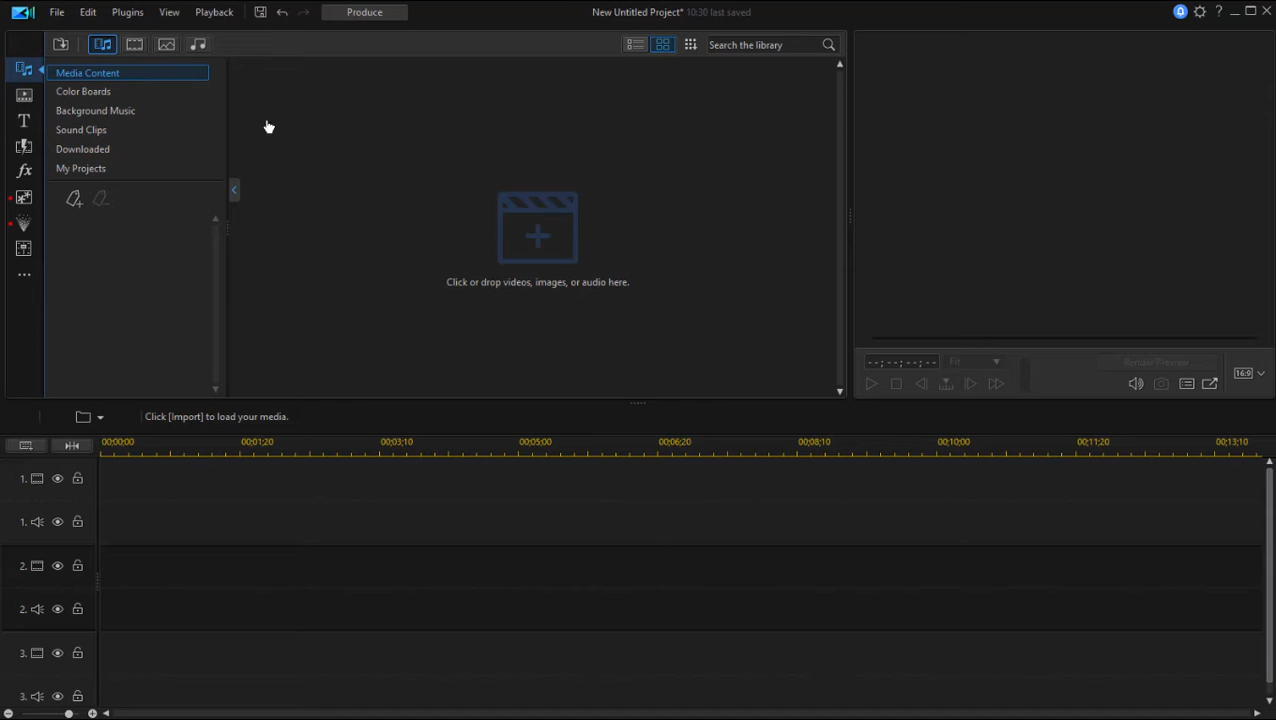 File Edit Plugins View Playback Produce New Untitled Project* 10:30 last saved
Search the library
Media Content
Color Boards
Background Music
Sound Clips
Downloaded
My Projects
T
fx
Click or drop videos, images, or audio here.
--;--;--;-- Fit Render Preview
16:9
Click [Import] to load your media.
00;00;00 00;01;20 00;03;10 00;05;00 00;06;20 00;08;10 00;10;00 00;11;20 00;13;10
1.
1.
2.
2.
3.
3.